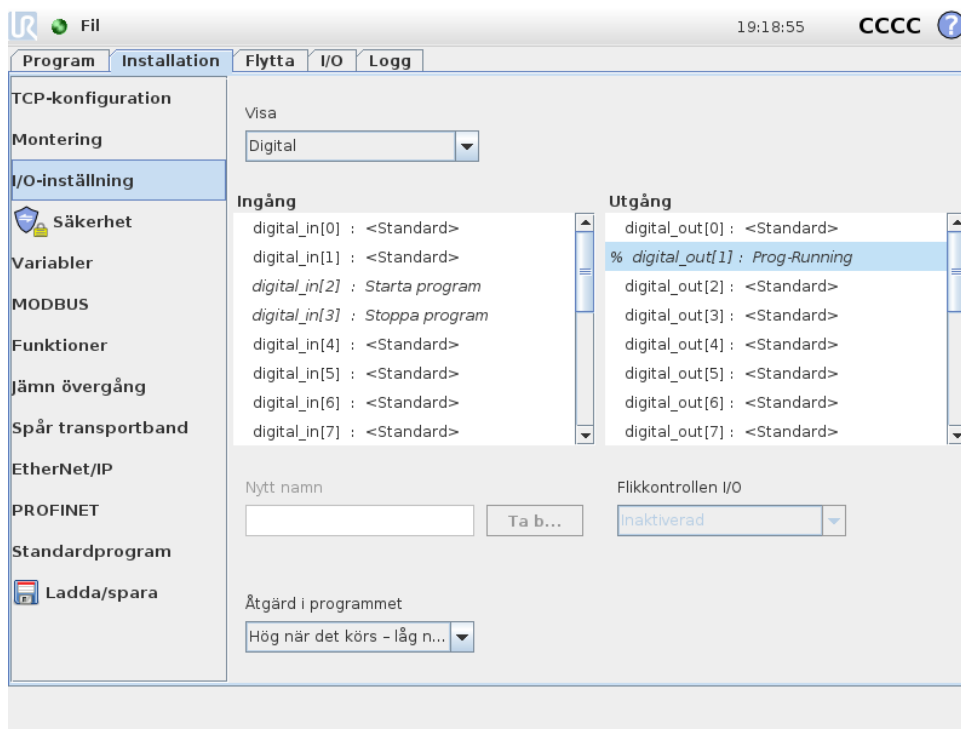 UR Fil 19:18:55 CCCC ?
Program Installation Flytta I/O Logg
TCP-konfiguration
Montering
I/O-inställning
Säkerhet
Variabler
MODBUS
Funktioner
Jämn övergång
Spår transportband
EtherNet/IP
PROFINET
Standardprogram
Ladda/spara
Visa
Digital
Ingång
digital_in[0] : <Standard>
digital_in[1] : <Standard>
digital_in[2] : Starta program
digital_in[3] : Stoppa program
digital_in[4] : <Standard>
digital_in[5] : <Standard>
digital_in[6] : <Standard>
digital_in[7] : <Standard>
Utgång
digital_out[0] : <Standard>
% digital_out[1] : Prog-Running
digital_out[2] : <Standard>
digital_out[3] : <Standard>
digital_out[4] : <Standard>
digital_out[5] : <Standard>
digital_out[6] : <Standard>
digital_out[7] : <Standard>
Nytt namn
Ta b...
Flikkontrollen I/O
Inaktiverad
Åtgärd i programmet
Hög när det körs – låg n...